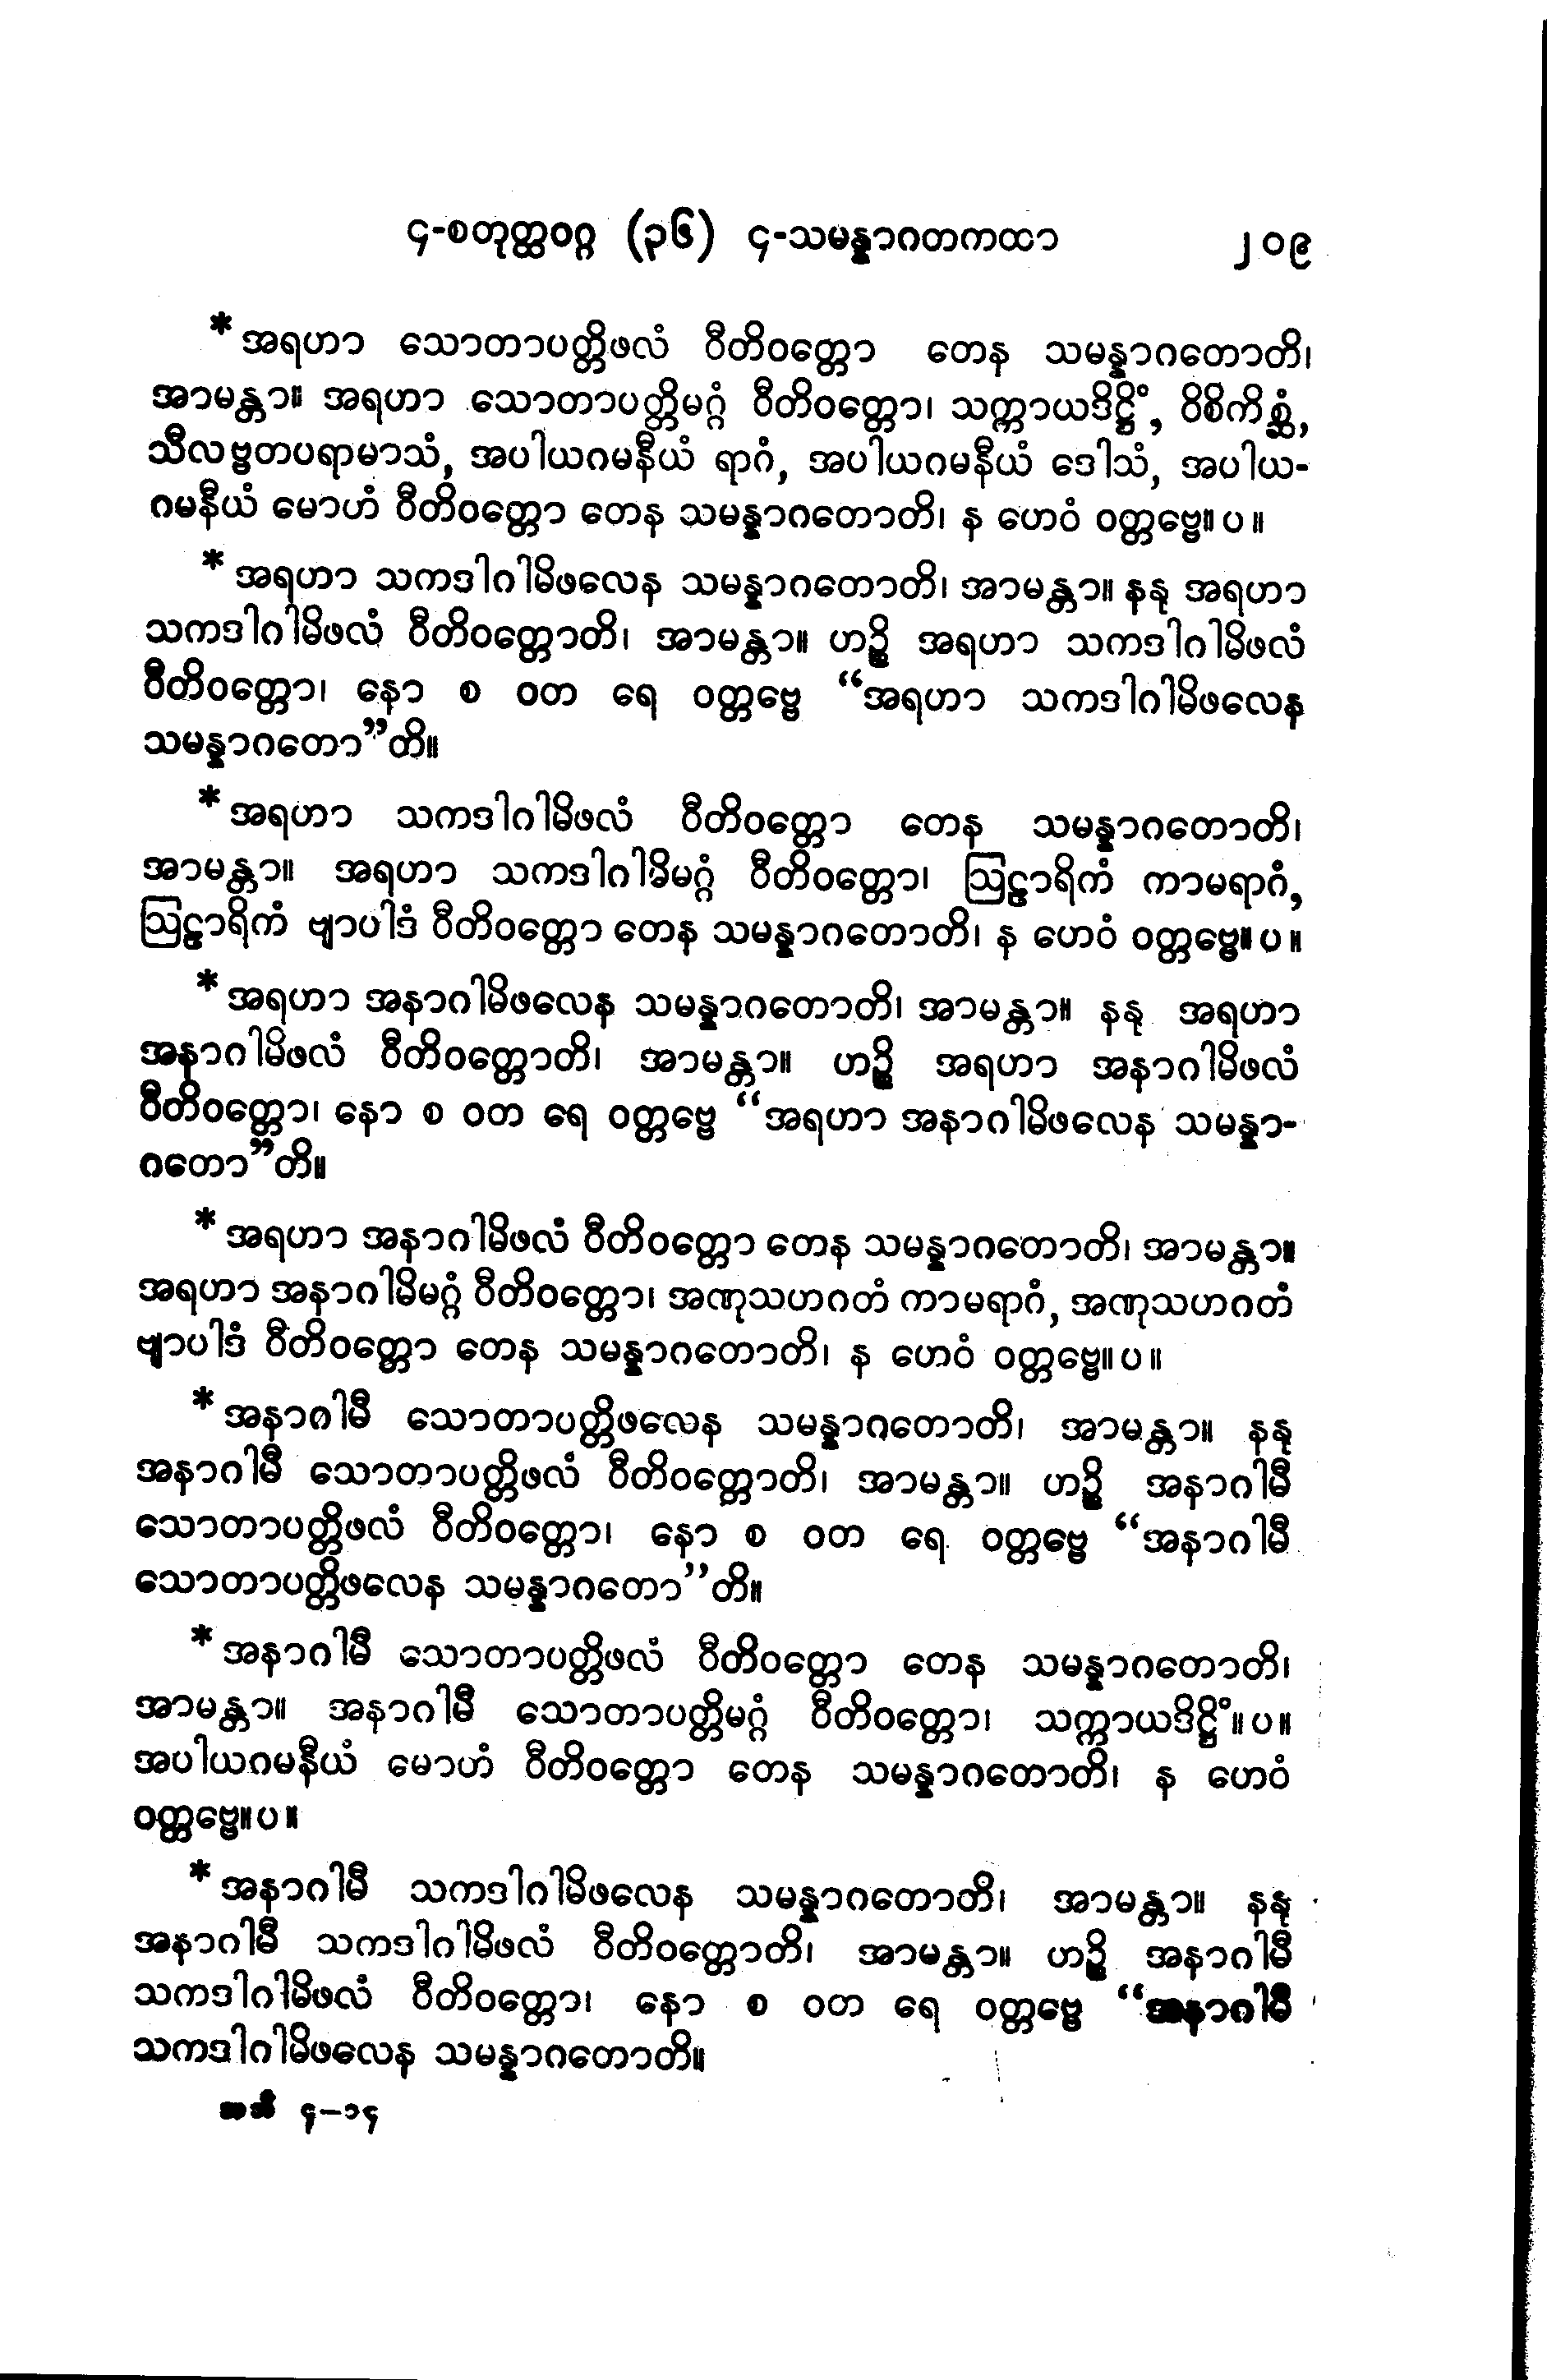 ၄-စတုတ္ထဝဂ္ဂ (၃၆) ၄-သမန္နာဂတကထာ ၂၀၉
*အရဟာ သောတာပတ္တိဖလံ ဝီတိဝတ္တော တေန သမန္နာဂတောတိ၊
အာမန္တာ။ အရဟာ သောတာပတ္တိမဂ္ဂံ ဝီတိဝတ္တော၊ သက္ကာယဒိဋ္ဌိံ, ဝိစိကိစ္ဆံ,
သီလဗ္ဗတပရာမာသံ, အပါယဂမနီယံ ရာဂံ, အပါယဂမနီယံ ဒေါသံ, အပါယ-
ဂမနီယံ မောဟံ ဝီတိဝတ္တော တေန သမန္နာဂတောတိ၊ န ဟေဝံ ဝတ္တဗ္ဗေ။ပ။
*အရဟာ သကဒါဂါမိဖလေန သမန္နာဂတောတိ၊ အာမန္တာ။ နနု အရဟာ
သကဒါဂါမိဖလံ ဝီတိဝတ္တောတိ၊ အာမန္တာ။ ဟဉ္စိ အရဟာ သကဒါဂါမိဖလံ
ဝီတိဝတ္တော၊ နော စ ဝတ ရေ ဝတ္တဗ္ဗေ “အရဟာ သကဒါဂါမိဖလေန
သမန္နာဂတော”တိ။
*အရဟာ သကဒါဂါမိဖလံ ဝီတိဝတ္တော တေန သမန္နာဂတောတိ၊
အာမန္တာ။ အရဟာ သကဒါဂါမိမဂ္ဂံ ဝီတိဝတ္တော၊ ဩဠာရိကံ ကာမရာဂံ,
ဩဠာရိကံ ဗျာပါဒံ ဝီတိဝတ္တော တေန သမန္နာဂတောတိ၊ န ဟေဝံ ဝတ္တဗ္ဗေ။ပ။
*အရဟာ အနာဂါမိဖလေန သမန္နာဂတောတိ၊ အာမန္တာ။ နနု အရဟာ
အနာဂါမိဖလံ ဝီတိဝတ္တောတိ၊ အာမန္တာ။ ဟဉ္စိ အရဟာ အနာဂါမိဖလံ
ဝီတိဝတ္တော၊ နော စ ဝတ ရေ ဝတ္တဗ္ဗေ “အရဟာ အနာဂါမိဖလေန သမန္နာ-
ဂတော”တိ။
*အရဟာ အနာဂါမိဖလံ ဝီတိဝတ္တော တေန သမန္နာဂတောတိ၊ အာမန္တာ။
အရဟာ အနာဂါမိမဂ္ဂံ ဝီတိဝတ္တော၊ အဏုသဟဂတံ ကာမရာဂံ, အဏုသဟဂတံ
ဗျာပါဒံ ဝီတိဝတ္တော တေန သမန္နာဂတောတိ၊ န ဟေဝံ ဝတ္တဗ္ဗေ။ပ။
*အနာဂါမီ သောတာပတ္တိဖလေန သမန္နာဂတောတိ၊ အာမန္တာ။ နနု
အနာဂါမီ သောတာပတ္တိဖလံ ဝီတိဝတ္တောတိ၊ အာမန္တာ။ ဟဉ္စိ အနာဂါမီ
သောတာပတ္တိဖလံ ဝီတိဝတ္တော၊ နော စ ဝတ ရေ ဝတ္တဗ္ဗေ “အနာဂါမီ
သောတာပတ္တိဖလေန သမန္နာဂတော”တိ။
*အနာဂါမီ သောတာပတ္တိဖလံ ဝီတိဝတ္တော တေန သမန္နာဂတောတိ၊
အာမန္တာ။ အနာဂါမီ သောတာပတ္တိမဂ္ဂံ ဝီတိဝတ္တော၊ သက္ကာယဒိဋ္ဌိံ။ပ။
အပါယဂမနီယံ မောဟံ ဝီတိဝတ္တော တေန သမန္နာဂတောတိ၊ န ဟေဝံ
ဝတ္တဗ္ဗေ။ပ။
*အနာဂါမီ သကဒါဂါမိဖလေန သမန္နာဂတောတိ၊ အာမန္တာ။ နနု
အနာဂါမီ သကဒါဂါမိဖလံ ဝီတိဝတ္တောတိ၊ အာမန္တာ။ ဟဉ္စိ အနာဂါမီ
သကဒါဂါမိဖလံ ဝီတိဝတ္တော၊ နော စ ဝတ ရေ ဝတ္တဗ္ဗေ “အနာဂါမီ
သကဒါဂါမိဖလေန သမန္နာဂတောတိ။
၄–၁၄